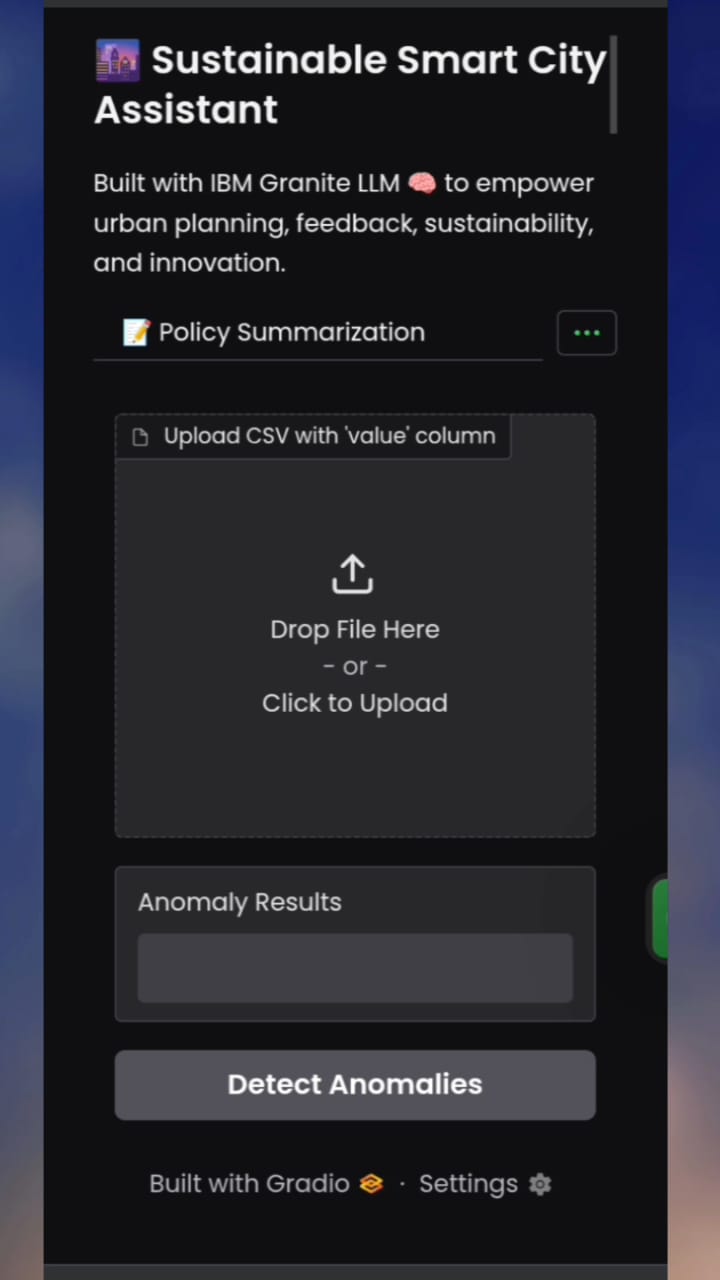 🌆 Sustainable Smart City
Assistant
Built with IBM Granite LLM 🧠 to empower
urban planning, feedback, sustainability,
and innovation.
📝 Policy Summarization
Upload CSV with 'value' column
Drop File Here
- or -
Click to Upload
Anomaly Results
Detect Anomalies
Built with Gradio · Settings